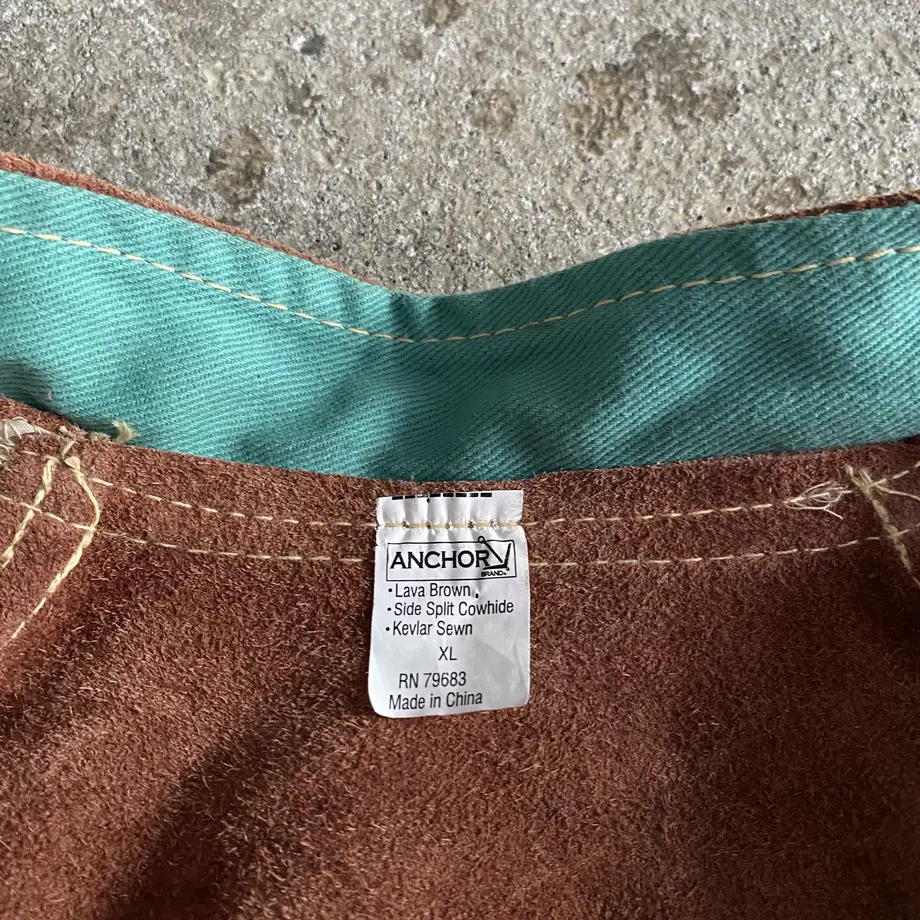 ANCHOR
BRAND®
•Lava Brown
•Side Split Cowhide
•Kevlar Sewn
XL
RN 79683
Made in China